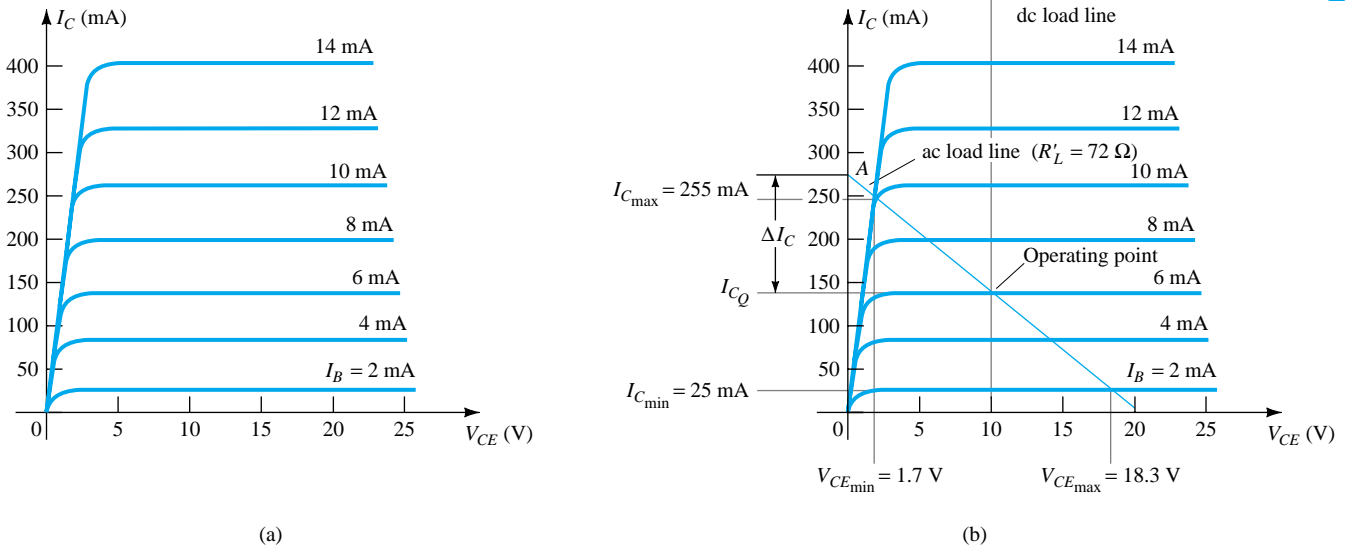 I_C (mA)
14 mA
400
350
12 mA
300
10 mA
250
8 mA
200
6 mA
150
4 mA
100
I_B = 2 mA
50
0
5
10
15
20
25
V_CE (V)
(a)
dc load line
I_C (mA)
14 mA
400
350
12 mA
300
ac load line (R'_L = 72 Ω)
A
10 mA
I_Cmax = 255 mA
250
8 mA
ΔI_C
200
Operating point
6 mA
I_CQ
150
4 mA
100
I_B = 2 mA
50
I_Cmin = 25 mA
0
5
10
15
20
25
V_CE (V)
V_CEmin = 1.7 V
V_CEmax = 18.3 V
(b)